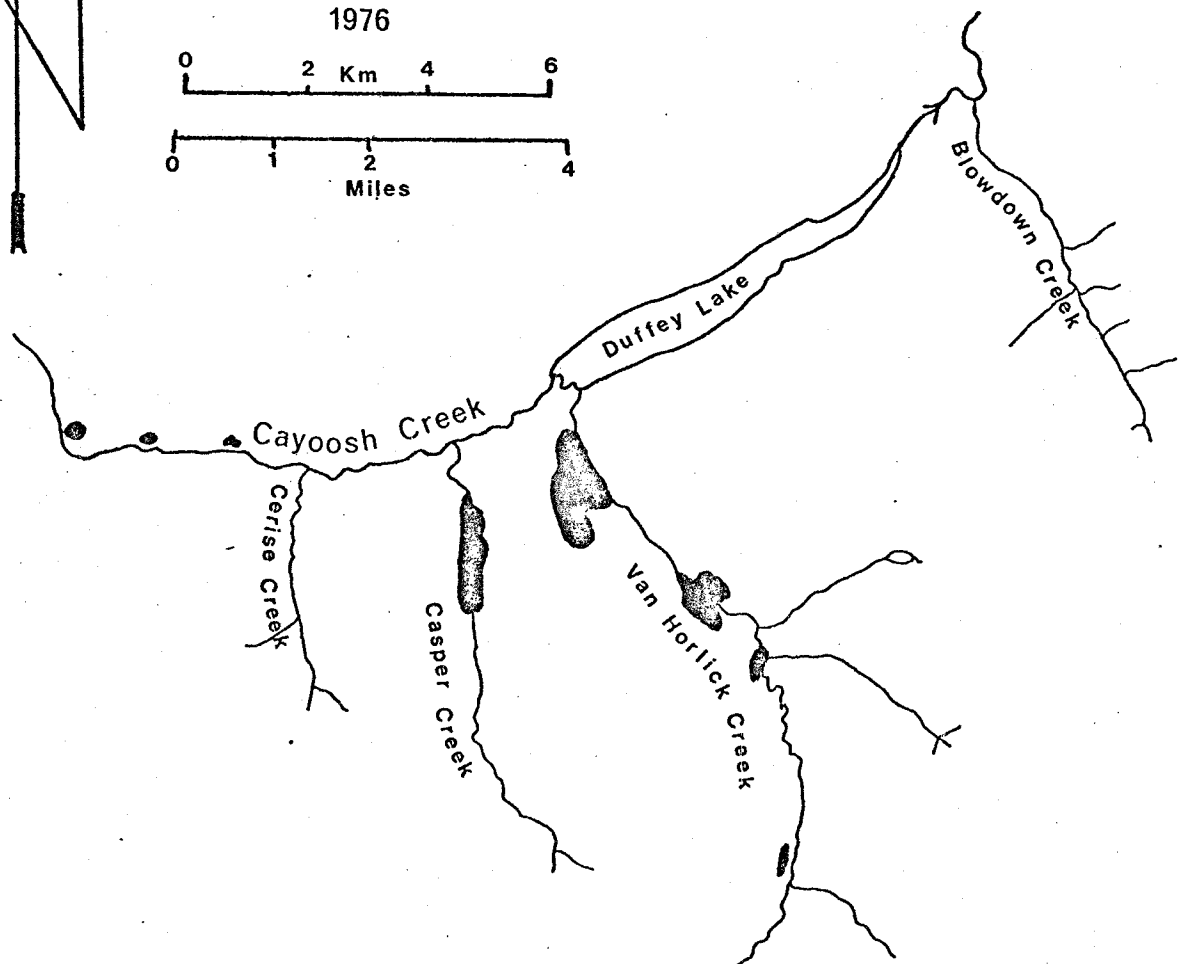 1976
0 2 Km 4 6
0 1 2 4
Miles
Blowdown Creek
Duffey Lake
Cayoosh Creek
Cerise Creek
Casper Creek
Van Horlick Creek